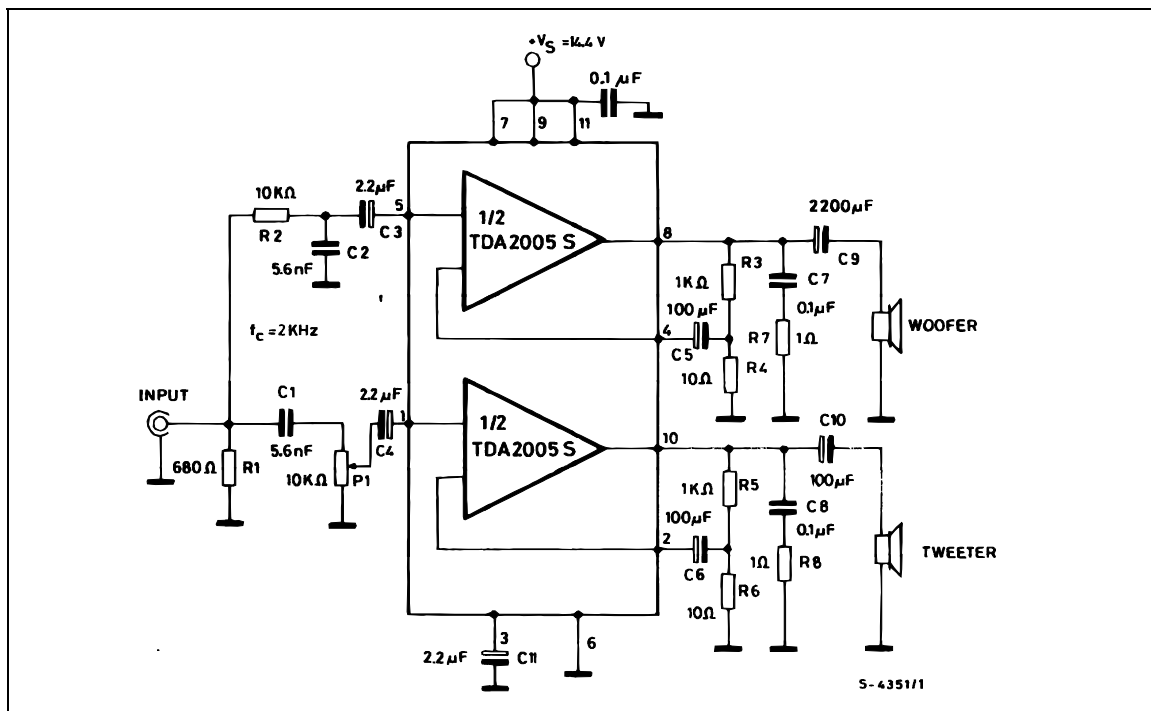 +VS =14.4 V
0.1 µF
7 9 11
10KΩ
R2
2.2µF
C3
5
5.6nF
C2
1/2
TDA2005 S
8
2200µF
C9
R3
1KΩ
C7
0.1µF
100 µF
C5
4
R7
1Ω
R4
10Ω
WOOFER
fc =2KHz
INPUT
C1
5.6nF
680Ω
R1
10KΩ
P1
2.2µF
C4
1
1/2
TDA2005 S
10
C10
100µF
1KΩ
R5
C8
0.1µF
100µF
C6
2
1Ω
R8
R6
10Ω
TWEETER
3
6
2.2µF
C11
S-4351/1